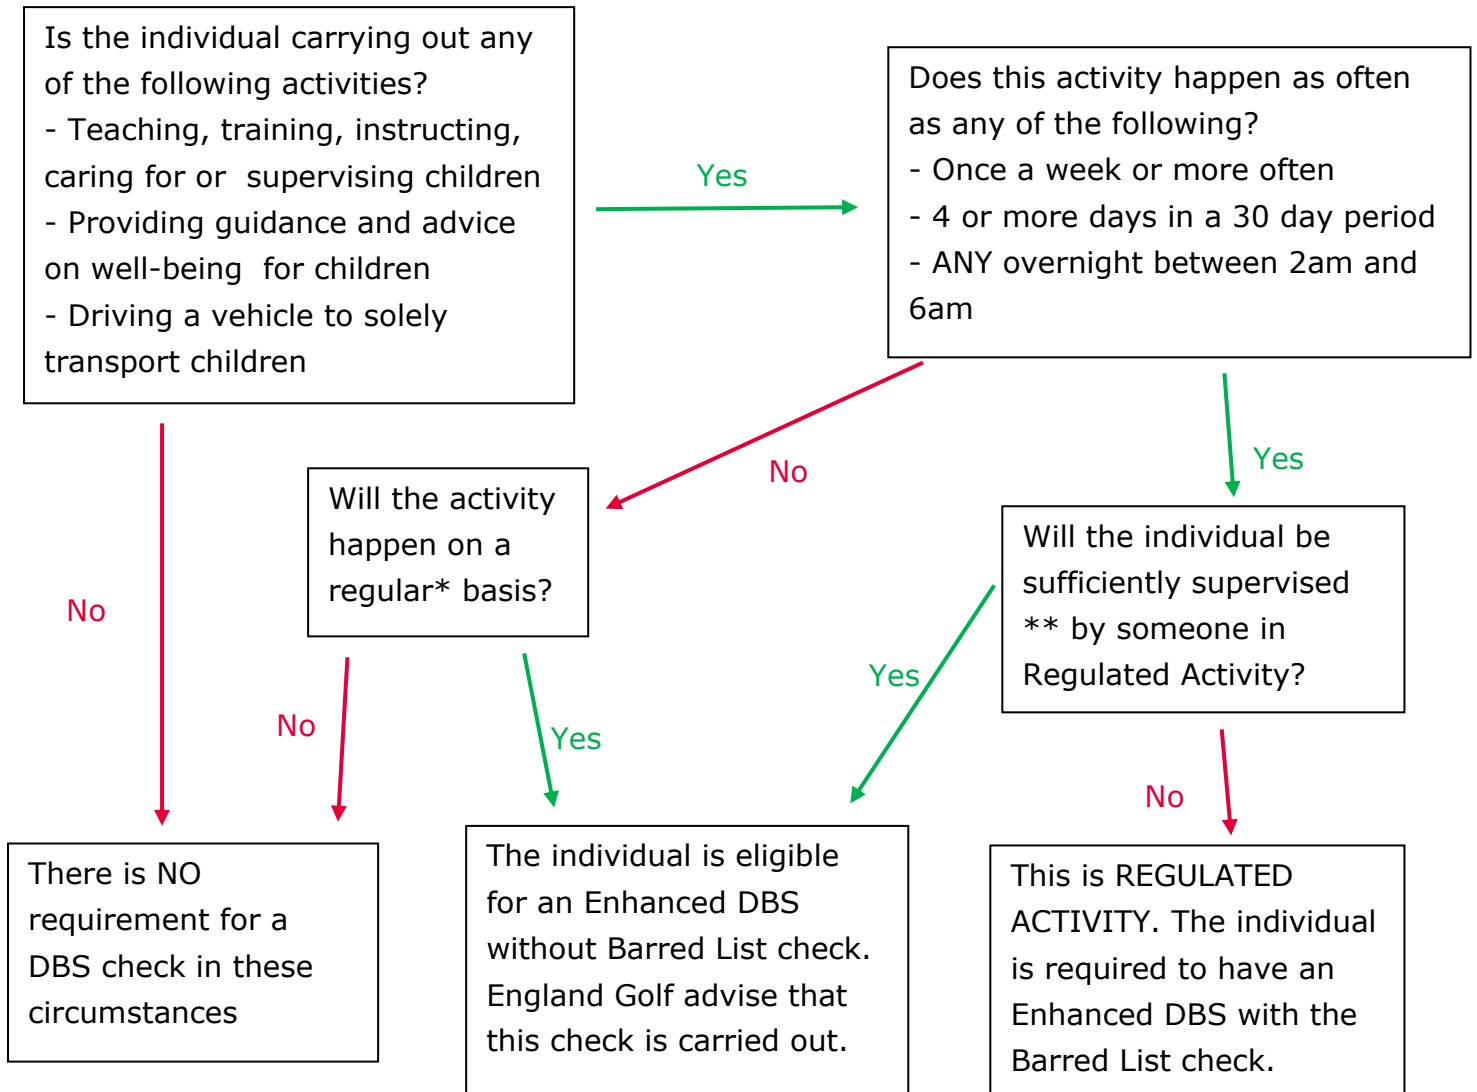 Is the individual carrying out any
of the following activities?
- Teaching, training, instructing,
caring for or  supervising children
- Providing guidance and advice
on well-being  for children
- Driving a vehicle to solely
transport children
Yes
Does this activity happen as often
as any of the following?
- Once a week or more often
- 4 or more days in a 30 day period
- ANY overnight between 2am and
6am
No
Yes
No
Will the activity
happen on a
regular* basis?
Will the individual be
sufficiently supervised
** by someone in
Regulated Activity?
No
Yes
Yes
No
There is NO
requirement for a
DBS check in these
circumstances
The individual is eligible
for an Enhanced DBS
without Barred List check.
England Golf advise that
this check is carried out.
This is REGULATED
ACTIVITY. The individual
is required to have an
Enhanced DBS with the
Barred List check.